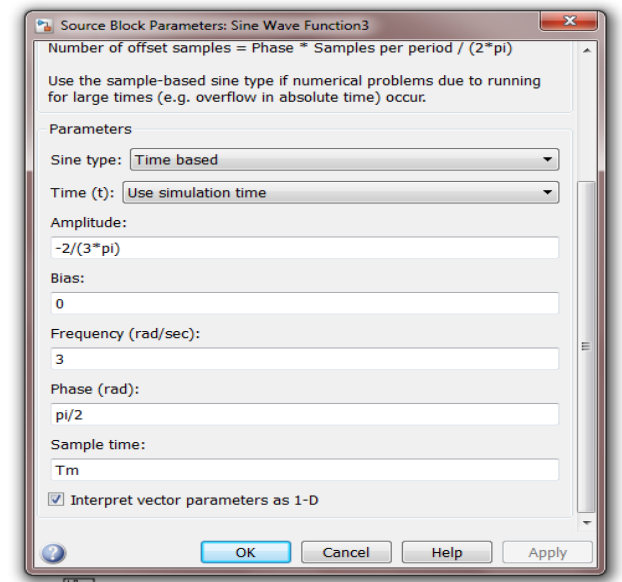 Source Block Parameters: Sine Wave Function3
Number of offset samples = Phase * Samples per period / (2*pi)
Use the sample-based sine type if numerical problems due to running
for large times (e.g. overflow in absolute time) occur.
Parameters
Sine type: Time based
Time (t): Use simulation time
Amplitude:
-2/(3*pi)
Bias:
0
Frequency (rad/sec):
3
Phase (rad):
pi/2
Sample time:
Tm
Interpret vector parameters as 1-D
? OK Cancel Help Apply